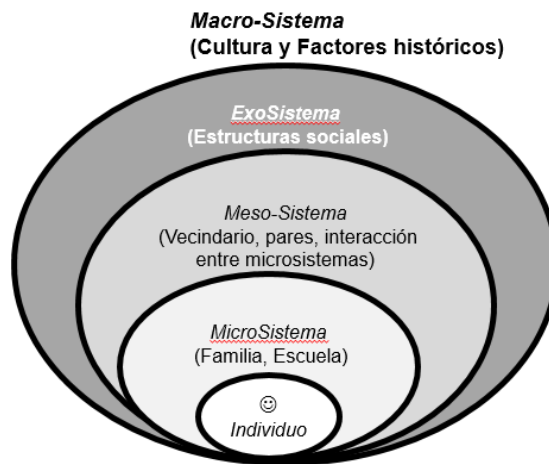 Macro-Sistema
(Cultura y Factores históricos)
ExoSistema
(Estructuras sociales)
Meso-Sistema
(Vecindario, pares, interacción
entre microsistemas)
MicroSistema
(Familia, Escuela)
☺
Individuo